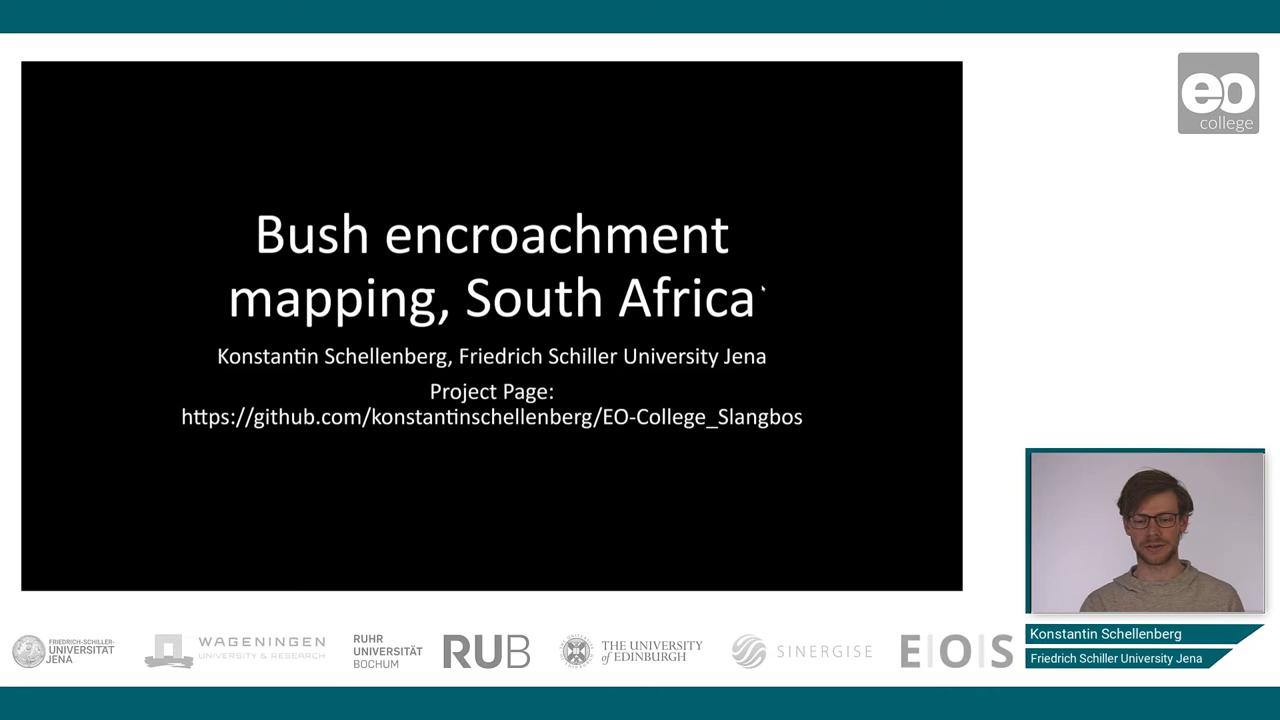 eo
college
Bush encroachment
mapping, South Africa
Konstantin Schellenberg, Friedrich Schiller University Jena
Project Page:
https://github.com/konstantinschellenberg/EO-College_Slangbos
Konstantin Schellenberg
Friedrich Schiller University Jena
FRIEDRICH-SCHILLER-
UNIVERSITÄT
JENA
WAGENINGEN
UNIVERSITY & RESEARCH
RUHR
UNIVERSITÄT
BOCHUM
RUB
THE UNIVERSITY
of EDINBURGH
SINERGISE
E|O|S